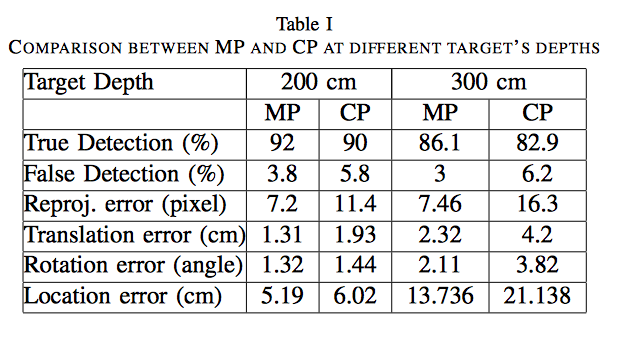 Table I
COMPARISON BETWEEN MP AND CP AT DIFFERENT TARGET'S DEPTHS
Target Depth 200 cm 300 cm
MP CP MP CP
True Detection (%) 92 90 86.1 82.9
False Detection (%) 3.8 5.8 3 6.2
Reproj. error (pixel) 7.2 11.4 7.46 16.3
Translation error (cm) 1.31 1.93 2.32 4.2
Rotation error (angle) 1.32 1.44 2.11 3.82
Location error (cm) 5.19 6.02 13.736 21.138